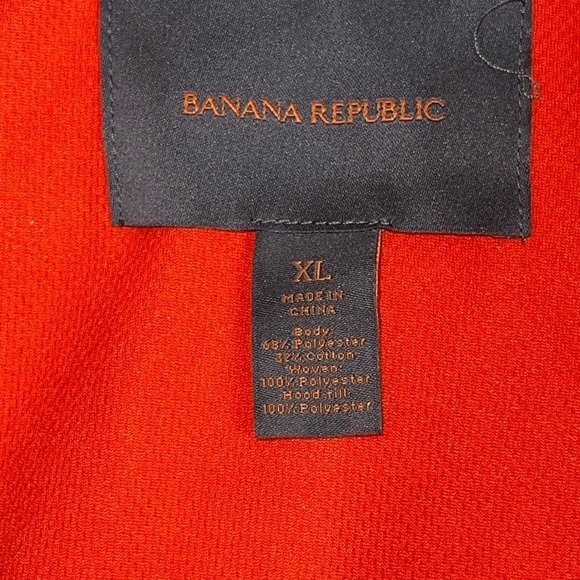 BANANA REPUBLIC
XL
MADE IN
CHINA
Body:
68% Polyester
32% Cotton
Woven:
100% Polyester
Hood fill:
100% Polyester